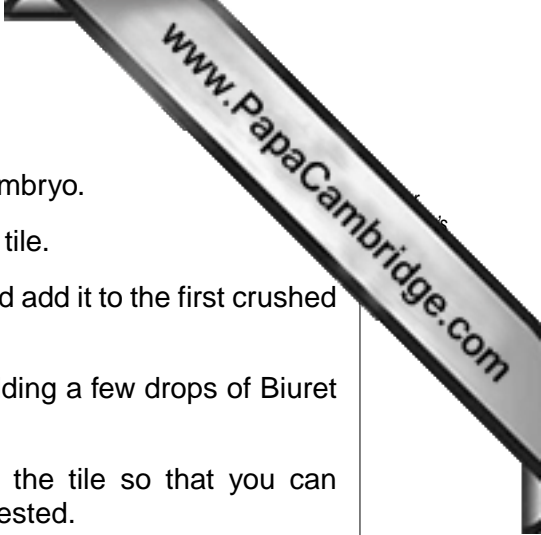 www.PapaCambridge.com
mbryo.
tile.
d add it to the first crushed
ding a few drops of Biuret
the tile so that you can
ested.